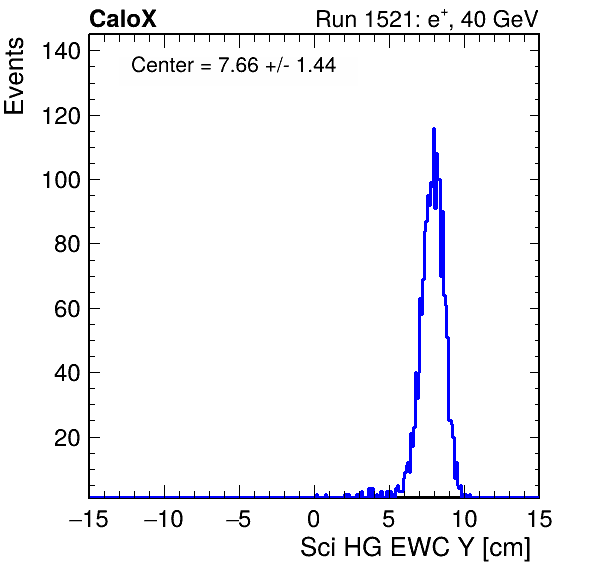 CaloX Run 1521: e⁺, 40 GeV
Center = 7.66 +/- 1.44
Events
140
120
100
80
60
40
20
−15 −10 −5 0 5 10 15
Sci HG EWC Y [cm]